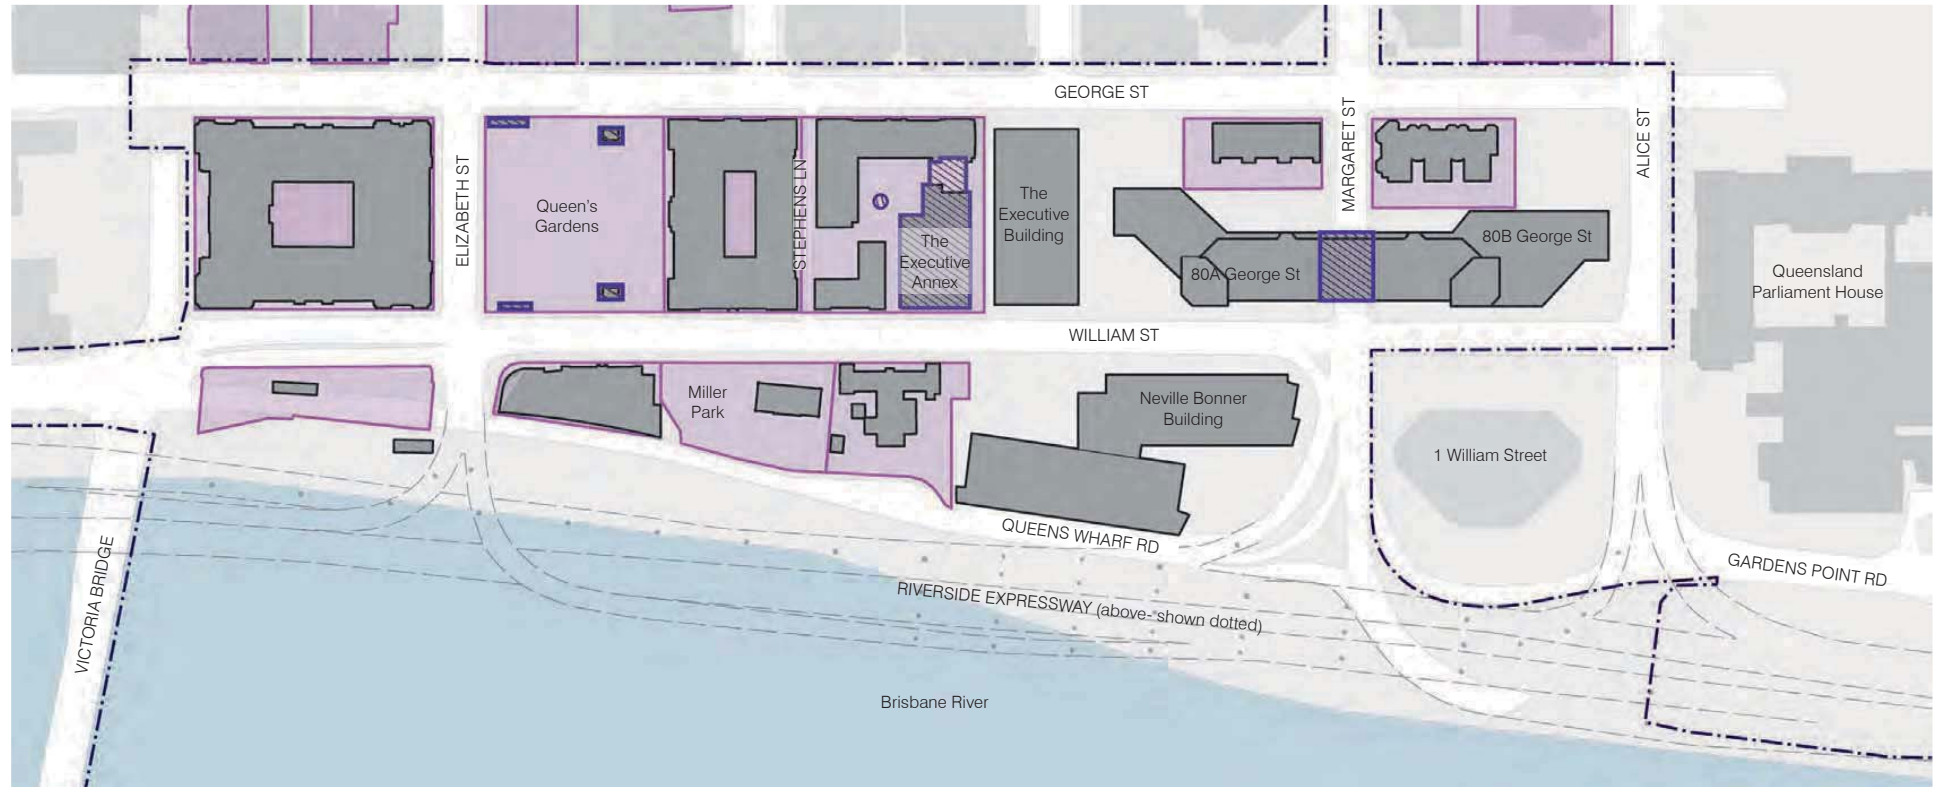 GEORGE ST
MARGARET ST
ALICE ST
ELIZABETH ST
STEPHENS LN
Queen's
Gardens
The
Executive
Building
The
Executive
Annex
80B George St
80A George St
Queensland
Parliament House
WILLIAM ST
Miller
Park
Neville Bonner
Building
1 William Street
QUEENS WHARF RD
GARDENS POINT RD
VICTORIA BRIDGE
RIVERSIDE EXPRESSWAY (above- shown dotted)
Brisbane River